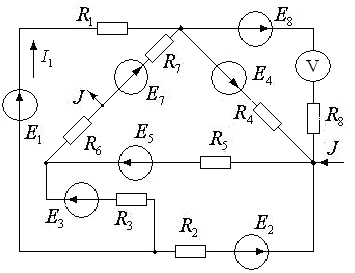 R₁
E₈
I₁
R₇
V
J
E₇
E₄
R₄
R₈
E₁
R₆
E₅
R₅
J
E₃
R₃
R₂
E₂